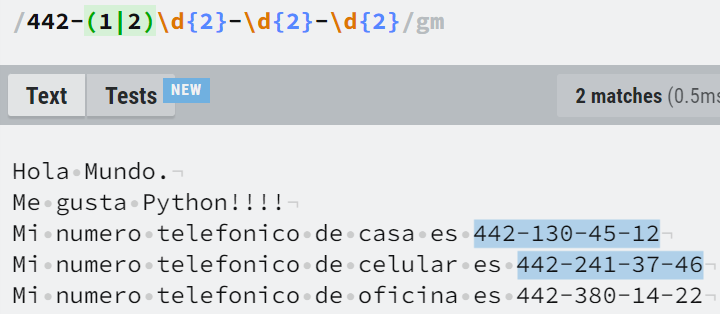 /442-(1|2)\d{2}-\d{2}-\d{2}/gm
Text Tests NEW 2 matches (0.5ms
Hola Mundo.
Me gusta Python!!!!
Mi numero telefonico de casa es 442-130-45-12
Mi numero telefonico de celular es 442-241-37-46
Mi numero telefonico de oficina es 442-380-14-22